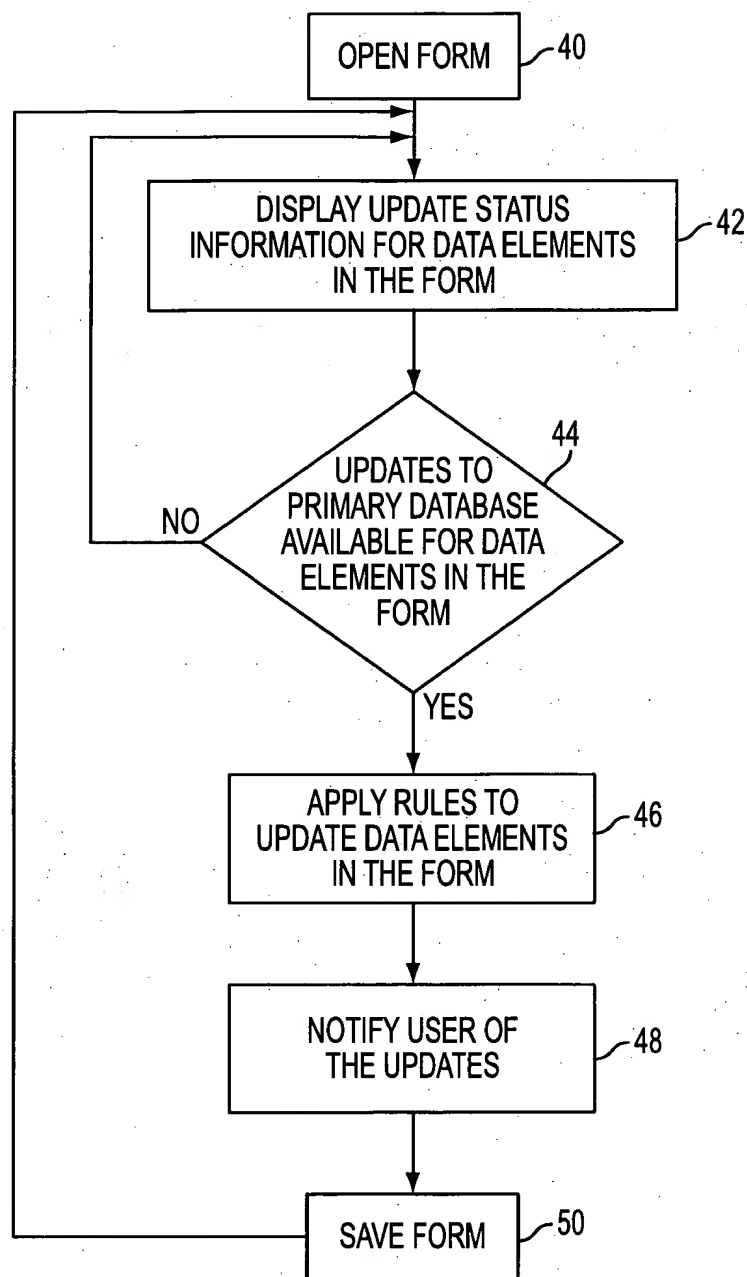 OPEN FORM
40
DISPLAY UPDATE STATUS
INFORMATION FOR DATA ELEMENTS
IN THE FORM
42
44
UPDATES TO
PRIMARY DATABASE
AVAILABLE FOR DATA
ELEMENTS IN THE
FORM
NO
YES
APPLY RULES TO
UPDATE DATA ELEMENTS
IN THE FORM
46
NOTIFY USER OF
THE UPDATES
48
SAVE FORM
50